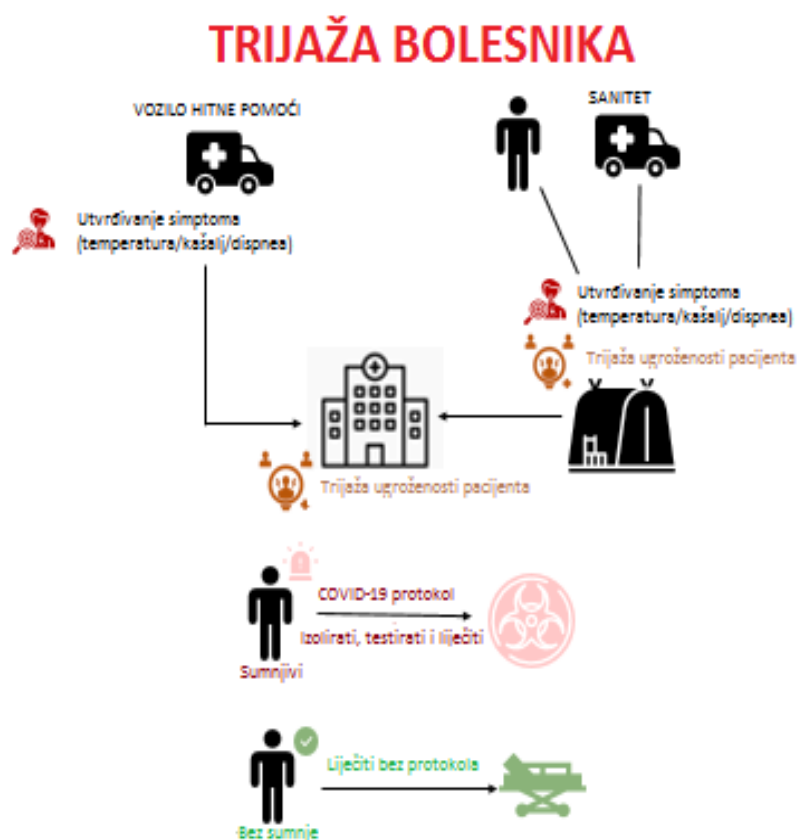 TRIJAŽA BOLESNIKA
VOZILO HITNE POMOĆI
SANITET
Utvrđivanje simptoma
(temperatura/kašalj/dispnea)
Utvrđivanje simptoma
(temperatura/kašalj/dispnea)
Trijaža ugroženosti pacijenta
Trijaža ugroženosti pacijenta
COVID-19 protokol
Izolirati, testirati i liječiti
Sumnjivi
Liječiti bez protokola
Bez sumnje